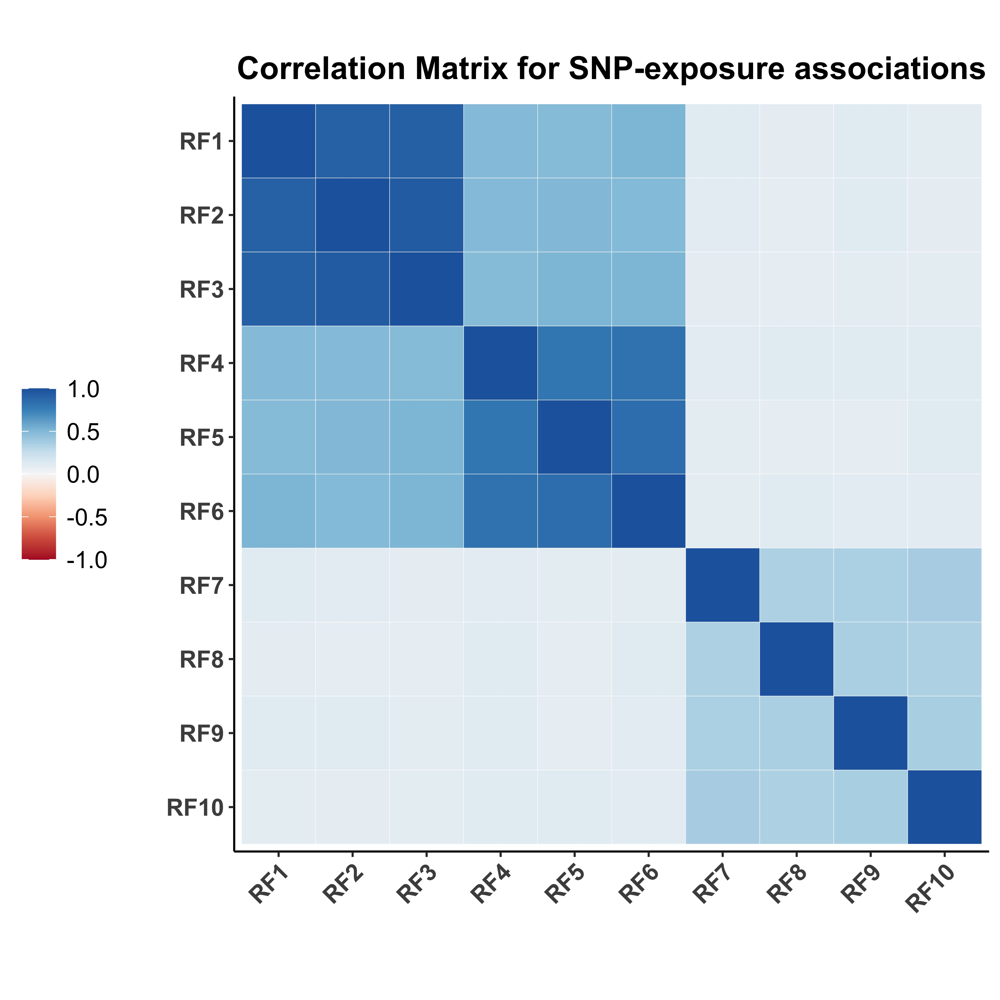 Correlation Matrix for SNP-exposure associations
RF1
RF2
RF3
RF4
RF5
RF6
RF7
RF8
RF9
RF10
1.0
0.5
0.0
-0.5
-1.0
RF1 RF2 RF3 RF4 RF5 RF6 RF7 RF8 RF9 RF10